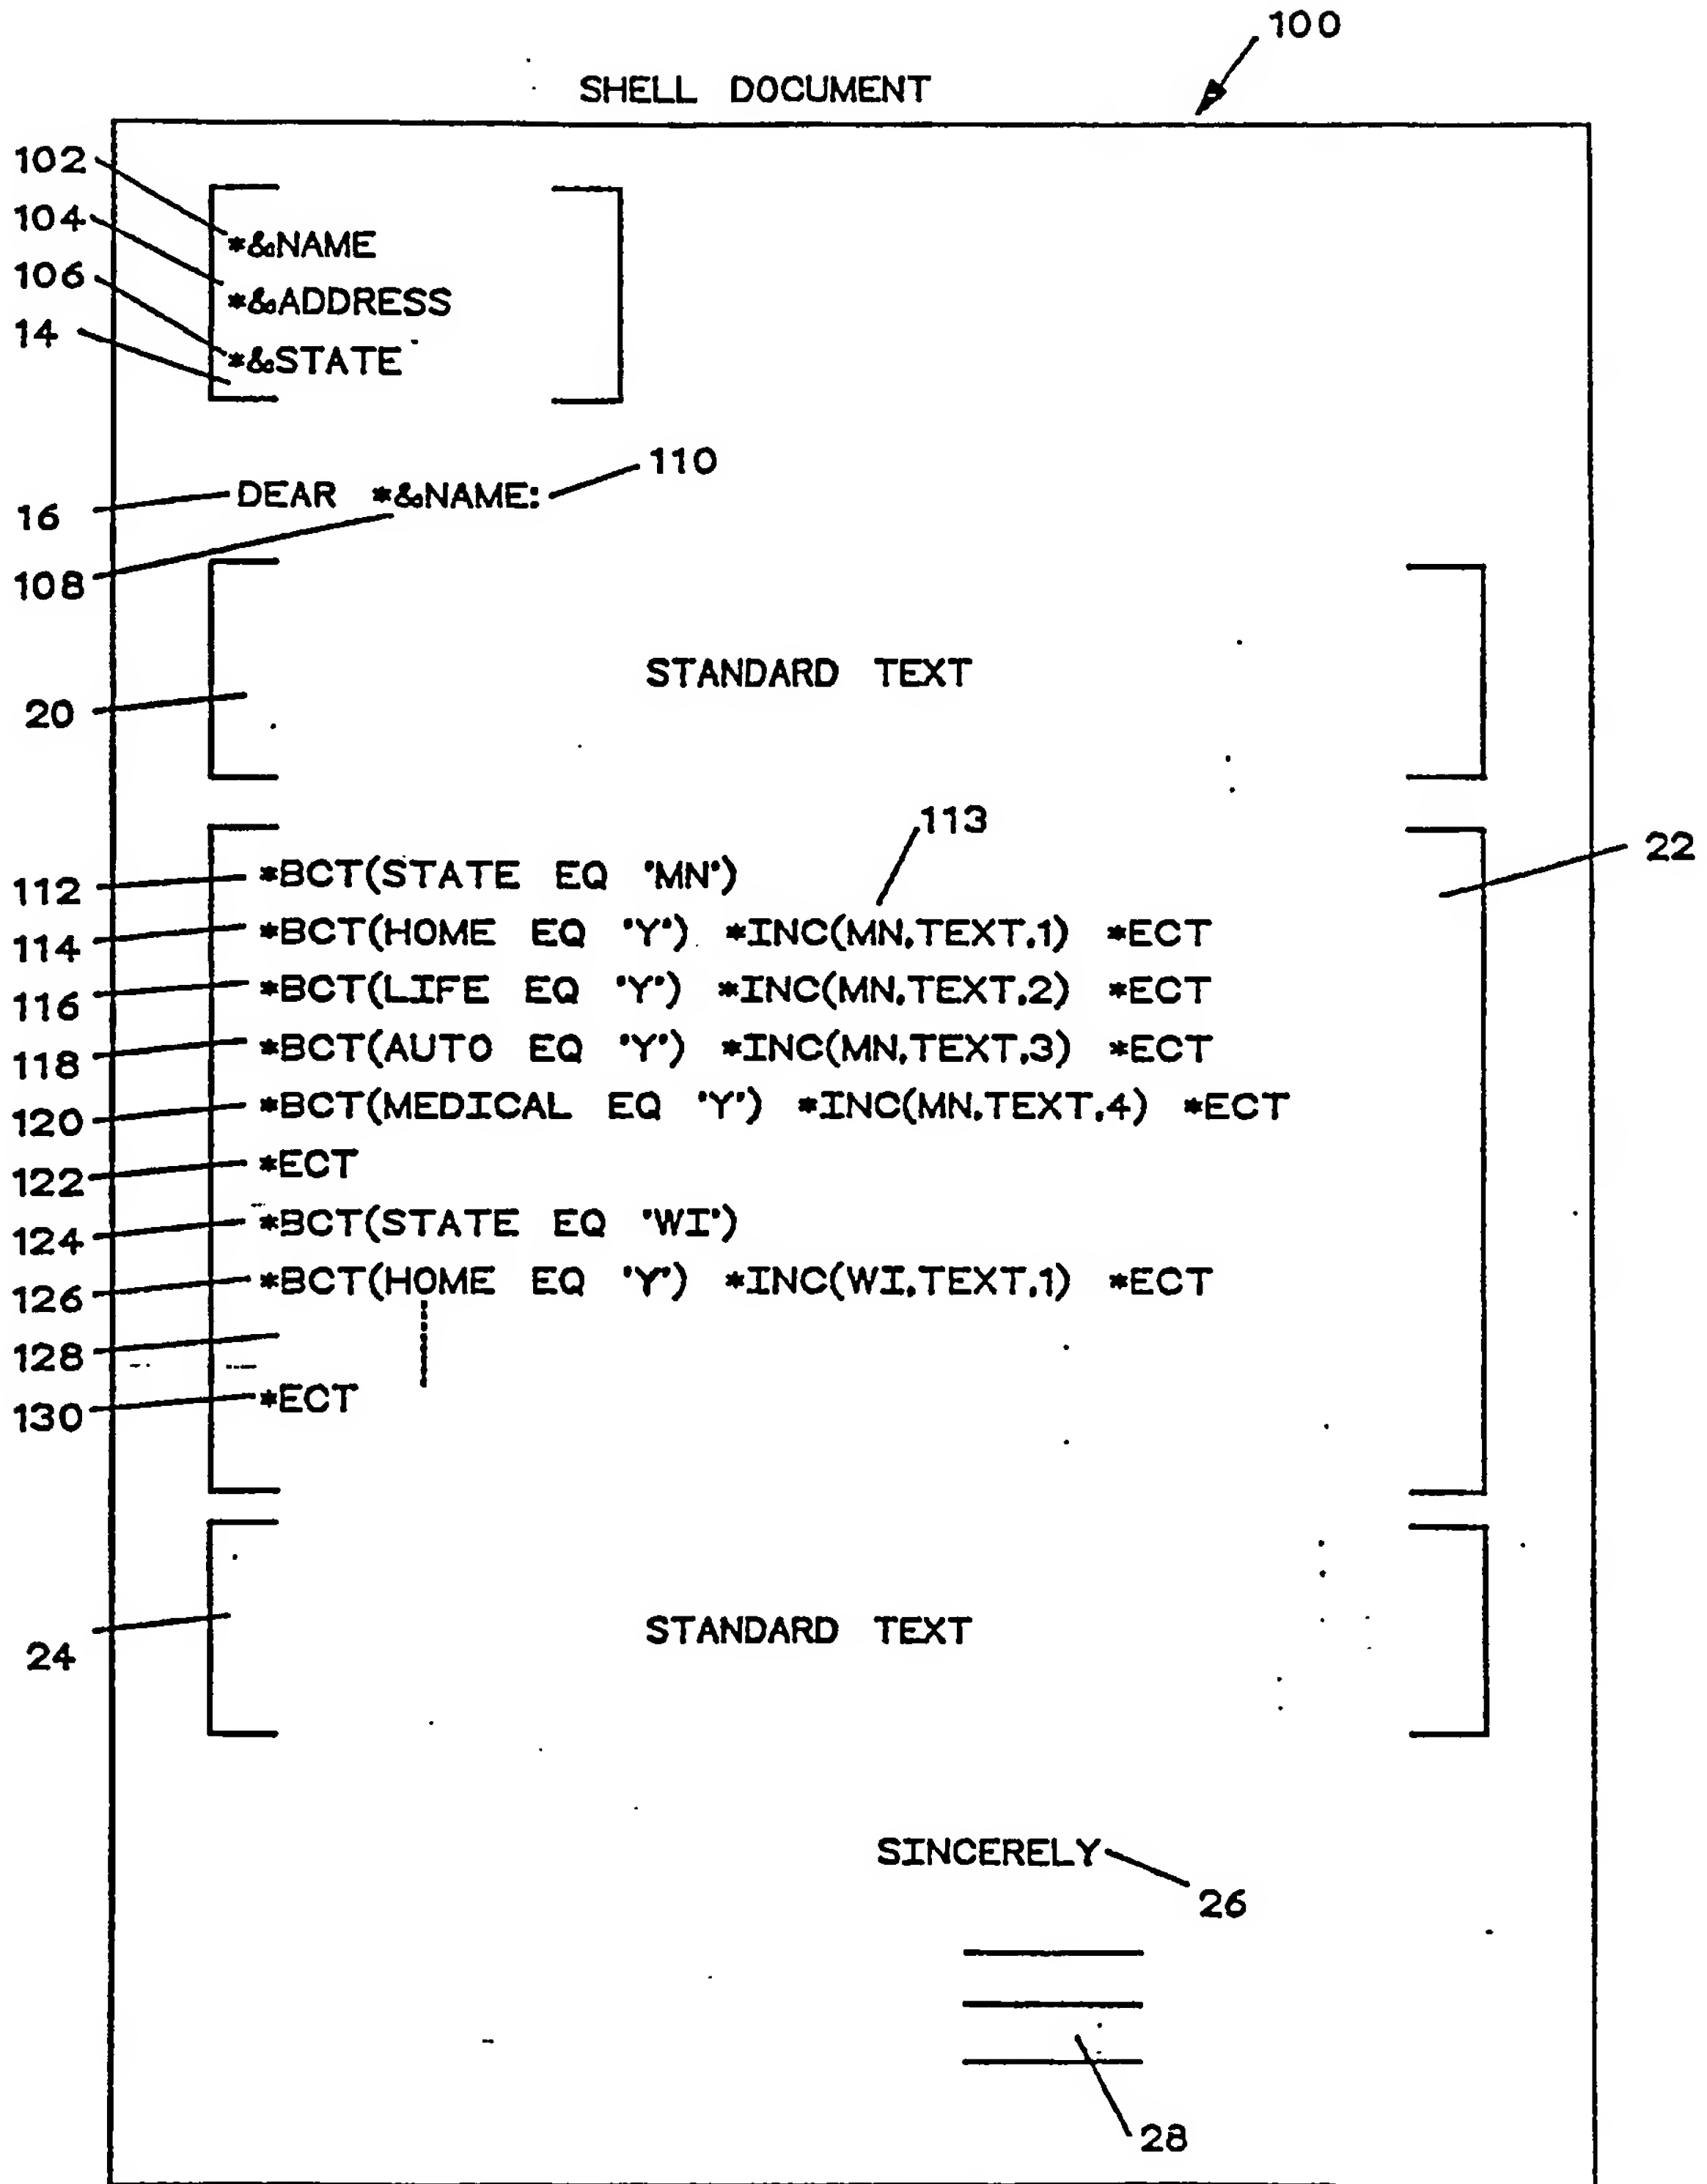 100
SHELL DOCUMENT
102
104
106
14
*&NAME
*&ADDRESS
*&STATE
110
16
DEAR *&NAME:
108
STANDARD TEXT
20
113
22
112 *BCT(STATE EQ 'MN')
114 *BCT(HOME EQ 'Y') *INC(MN,TEXT,1) *ECT
116 *BCT(LIFE EQ 'Y') *INC(MN,TEXT,2) *ECT
118 *BCT(AUTO EQ 'Y') *INC(MN,TEXT,3) *ECT
120 *BCT(MEDICAL EQ 'Y') *INC(MN,TEXT,4) *ECT
122 *ECT
124 *BCT(STATE EQ 'WI')
126 *BCT(HOME EQ 'Y') *INC(WI,TEXT,1) *ECT
128
130 *ECT
STANDARD TEXT
24
SINCERELY
26
28